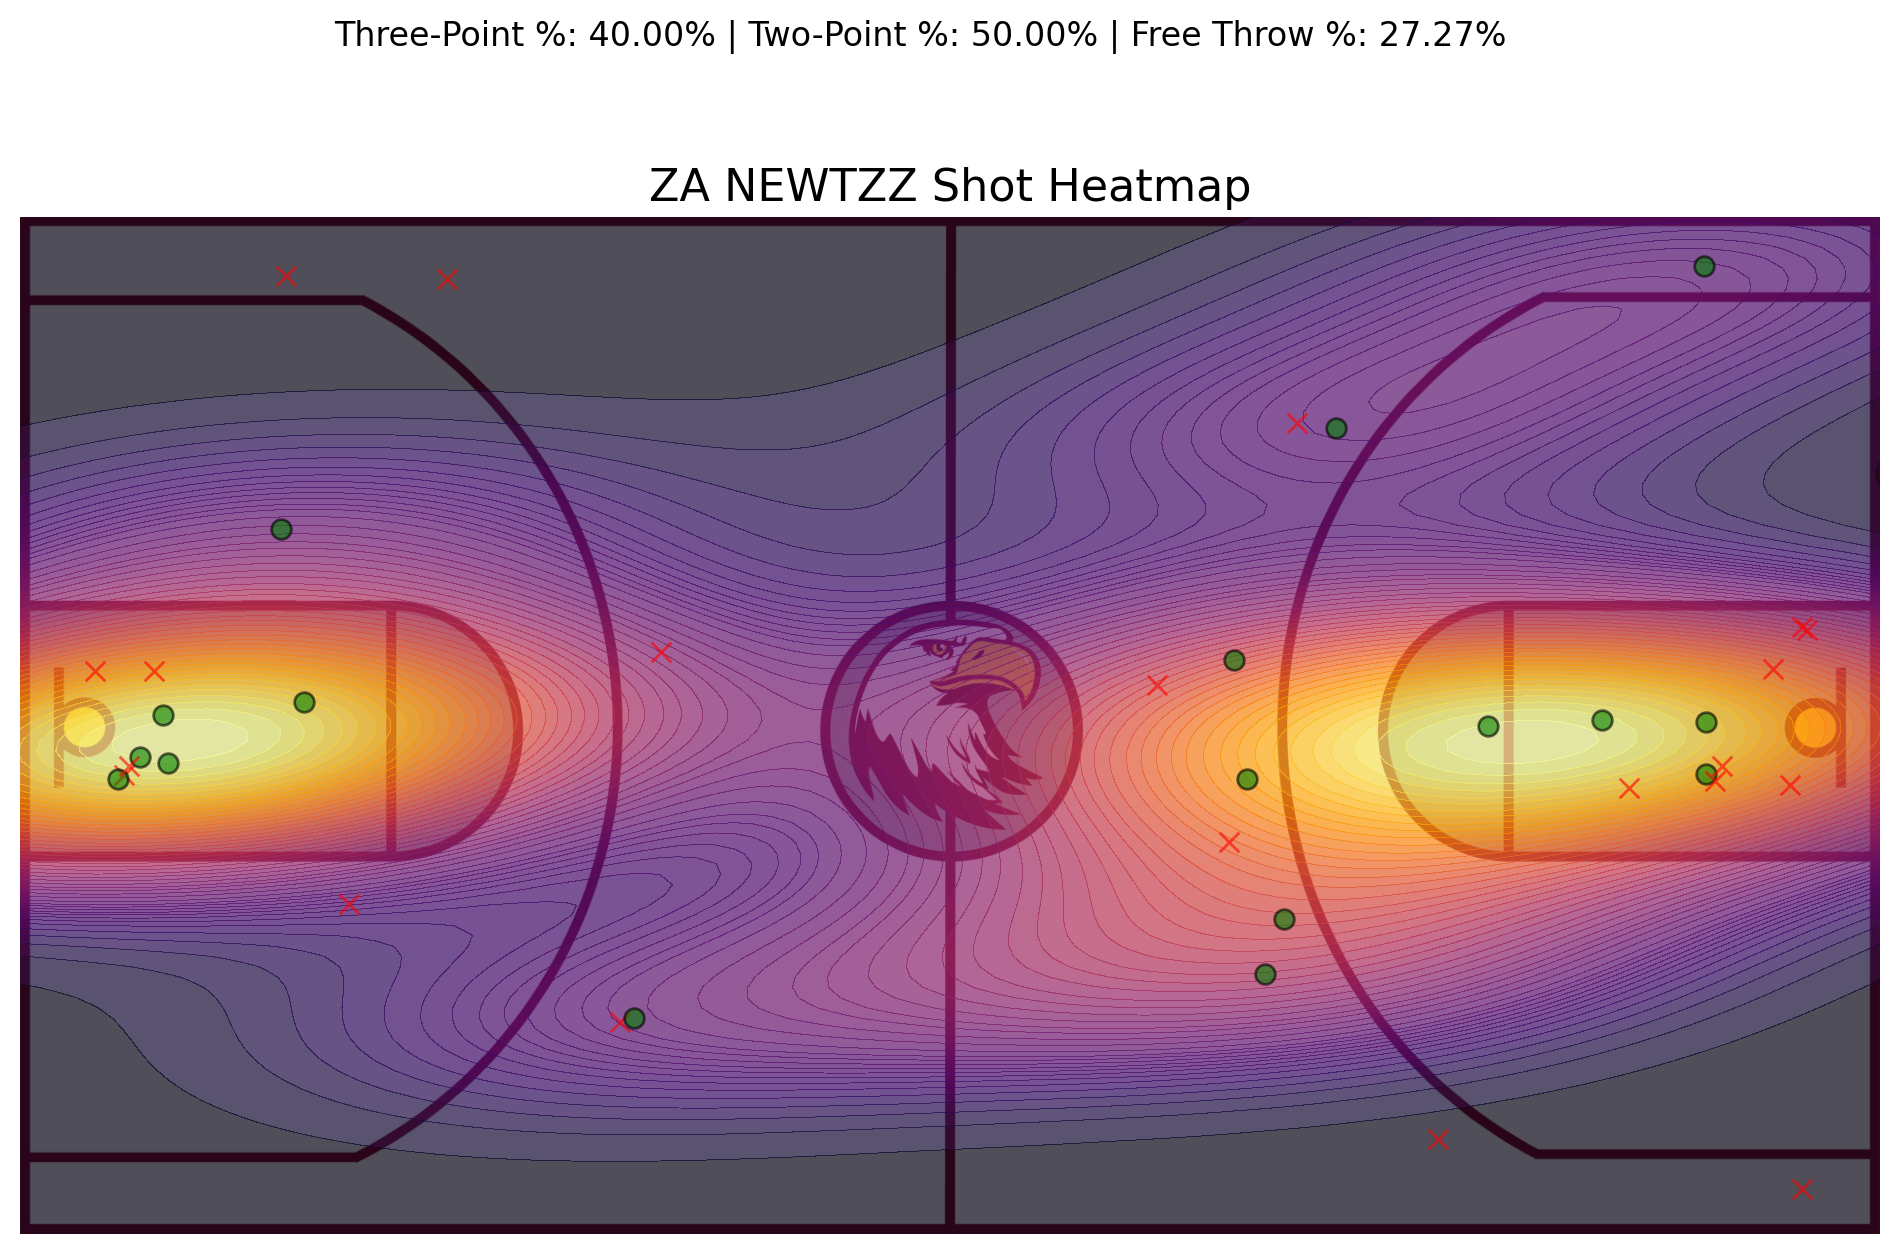 Three-Point %: 40.00% | Two-Point %: 50.00% | Free Throw %: 27.27%
ZA NEWTZZ Shot Heatmap